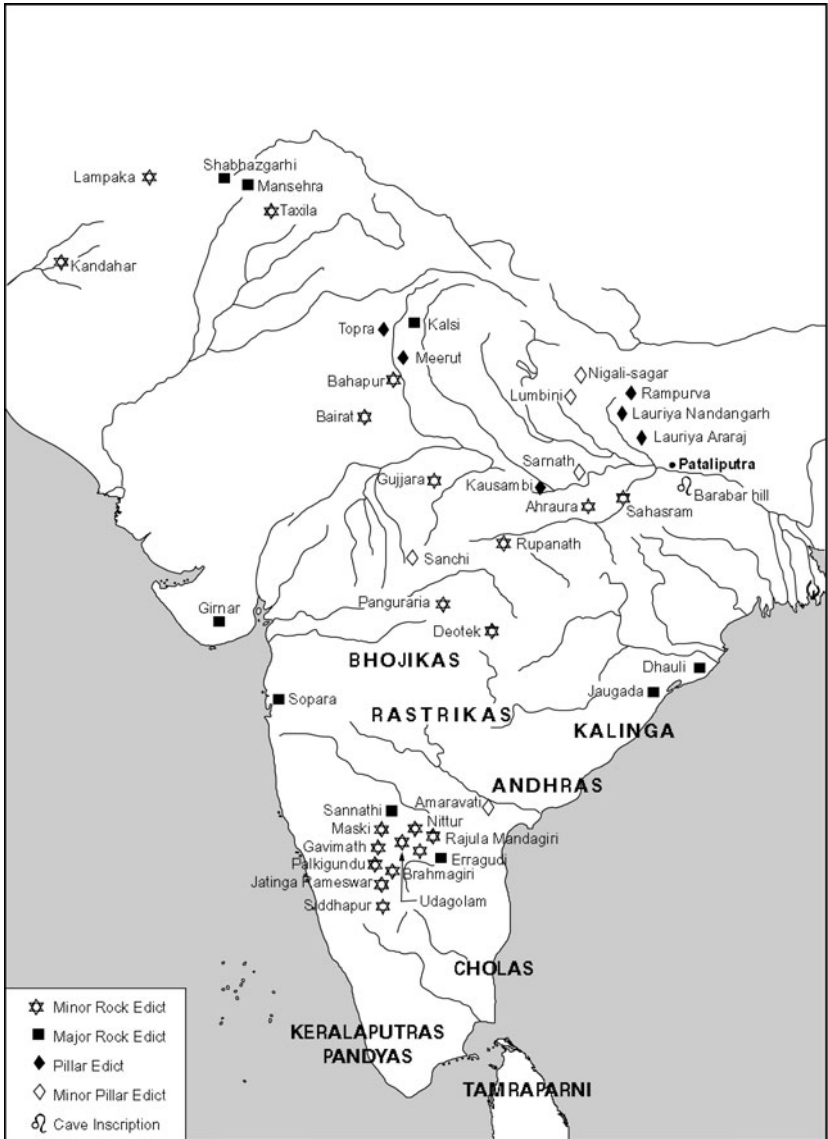 Shabhazgarhi
Lampaka
Mansehra
Taxila
Kandahar
Topra
Kalsi
Meerut
Bahapur
Nigali-sagar
Lumbini
Rampurva
Bairat
Lauriya Nandangarh
Lauriya Araraj
Sarnath
Pataliputra
Gujjara
Kausambi
Barabar hill
Ahraura
Sahasram
Rupanath
Sanchi
Panguraria
Girnar
Deotek
BHOJIKAS
Dhauli
Jaugada
Sopara
RASTRIKAS
KALINGA
ANDHRAS
Amaravati
Sannathi
Nittur
Maski
Rajula Mandagiri
Gavimath
Erragudi
Palkigundu
Brahmagiri
Jatinga Rameswar
Udagolam
Siddhapur
CHOLAS
KERALAPUTRAS
PANDYAS
TAMRAPARNI
Minor Rock Edict
Major Rock Edict
Pillar Edict
Minor Pillar Edict
Cave Inscription